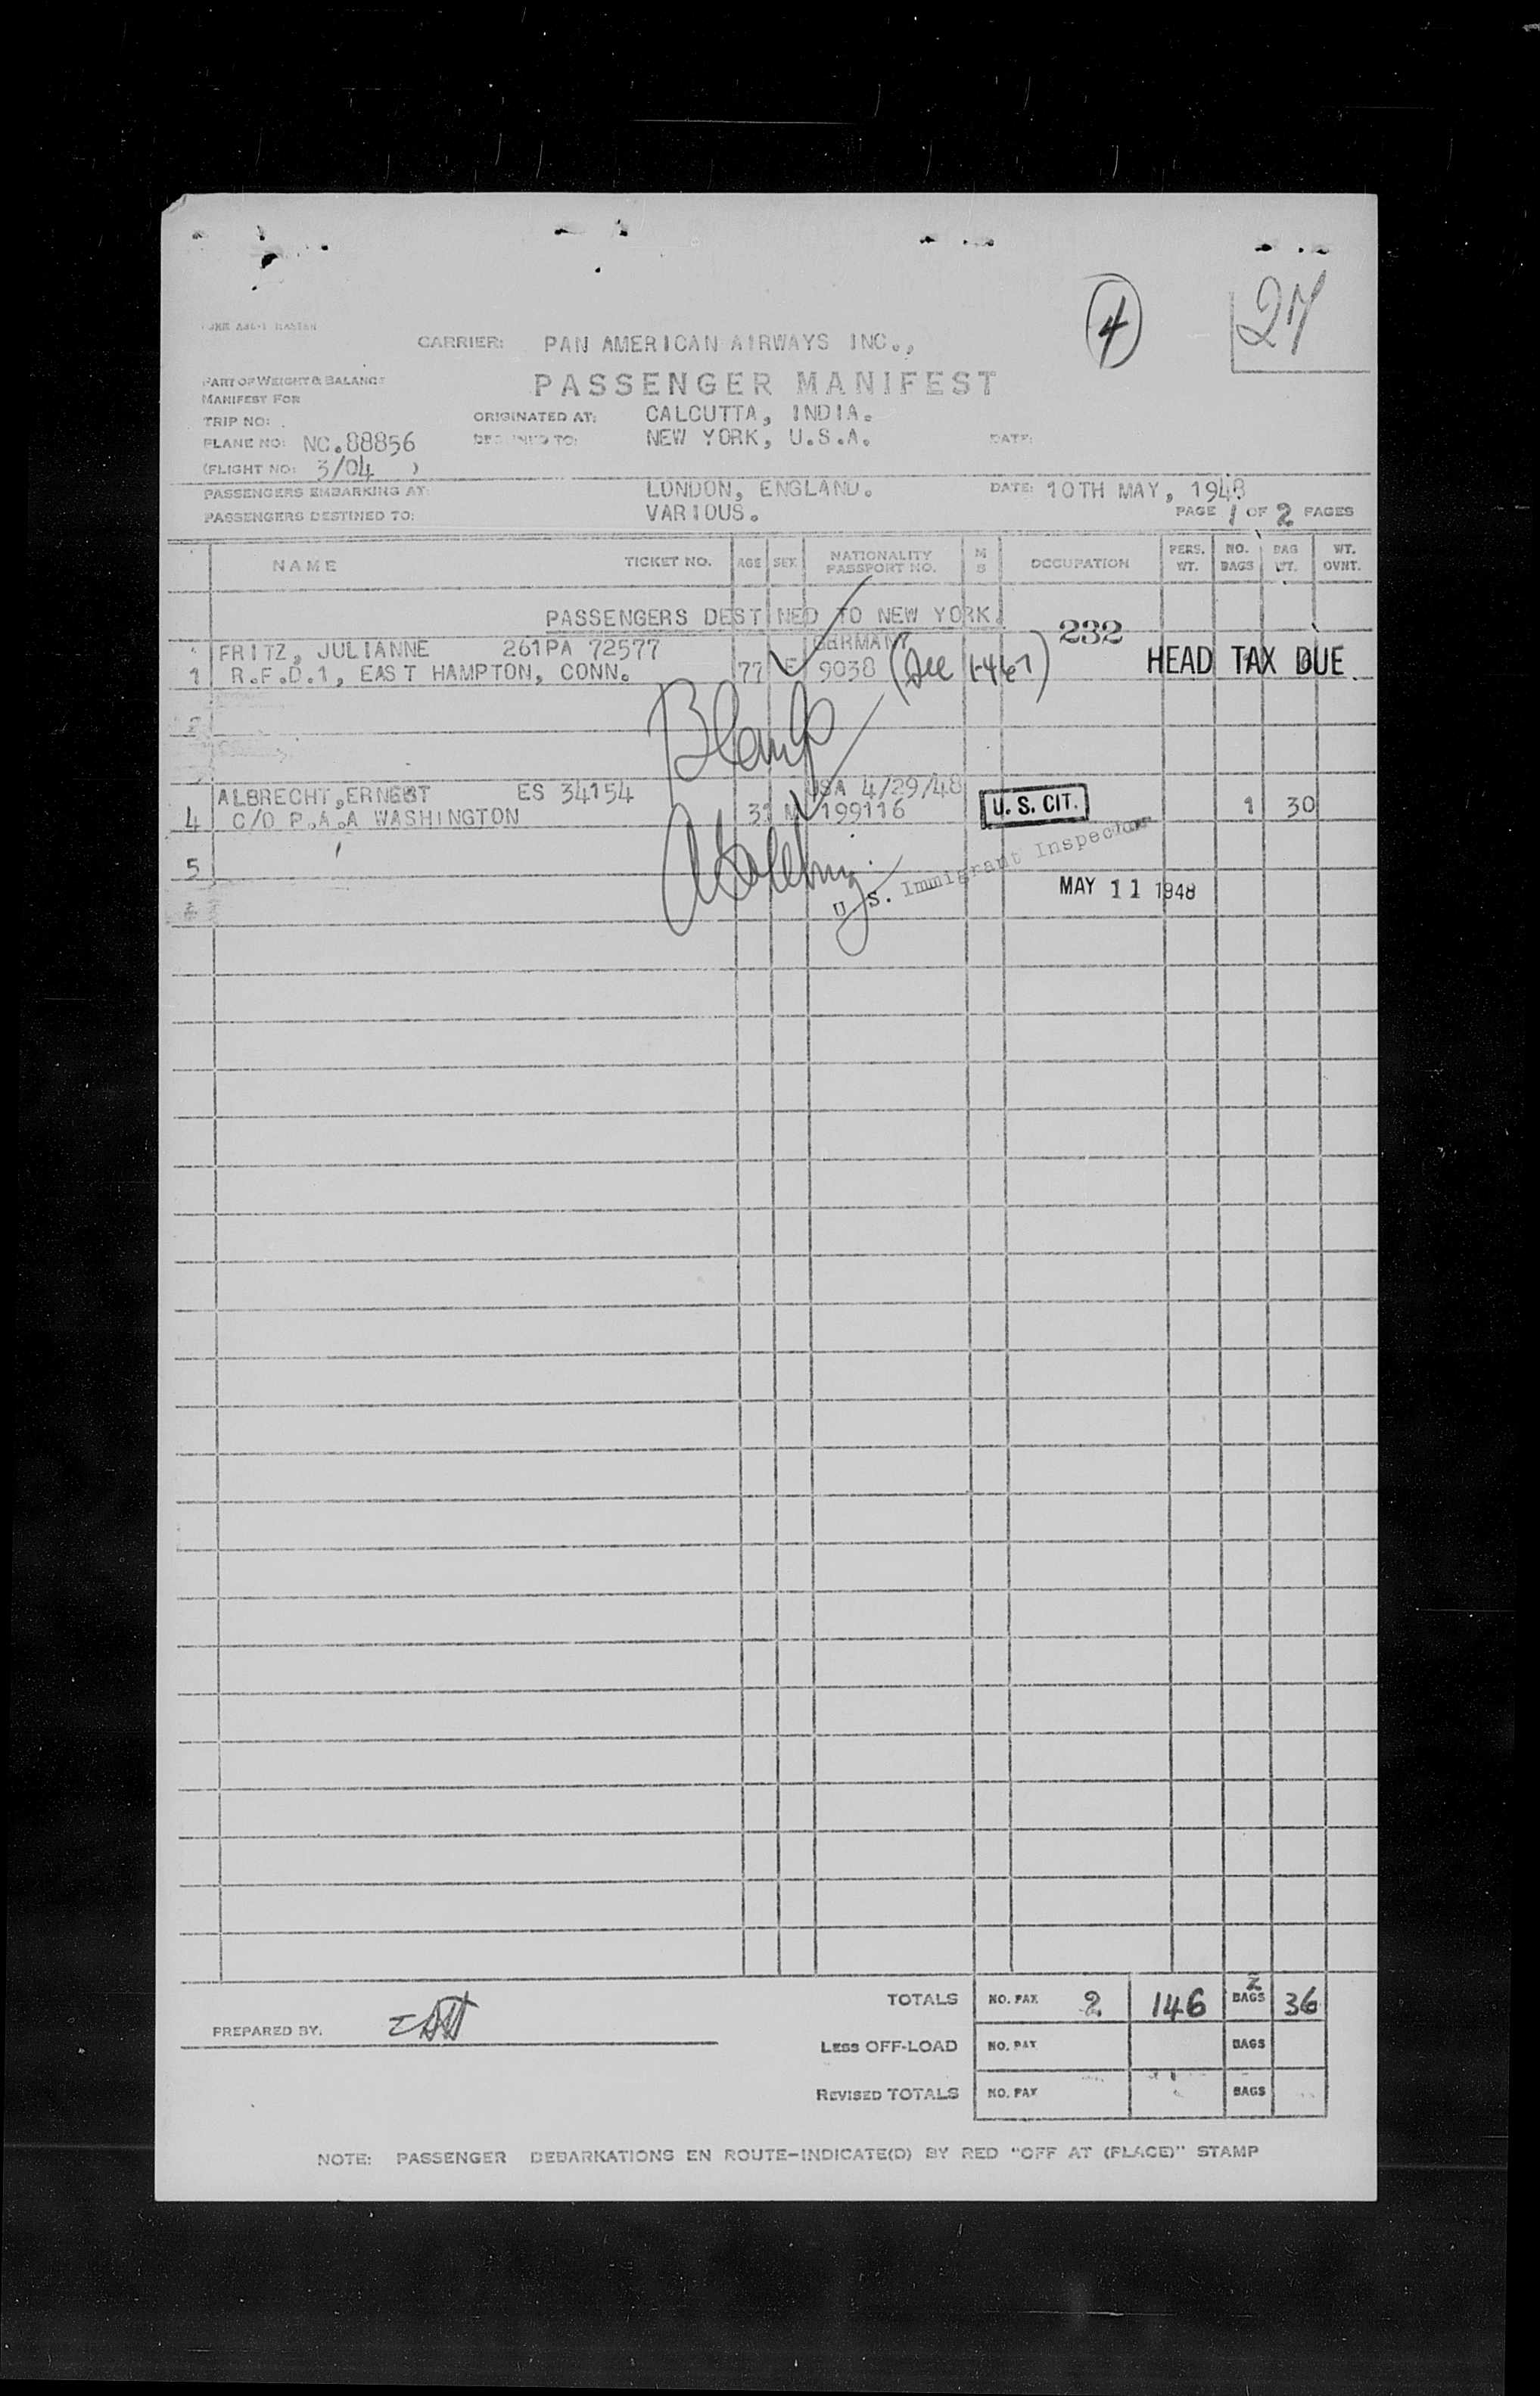 4
27
CARRIER: PAN AMERICAN AIRWAYS INC.,
PART OF WEIGHT & BALANCE
MANIFEST FOR
PASSENGER MANIFEST
TRIP NO:
ORIGINATED AT: CALCUTTA, INDIA.
PLANE NO: NC.88856
DESTINED TO: NEW YORK, U.S.A. DATE:
(FLIGHT NO: 3/04 )
PASSENGERS EMBARKING AT: LONDON, ENGLAND. DATE: 10TH MAY, 1948
PASSENGERS DESTINED TO: VARIOUS. PAGE 1 OF 2 PAGES
NAME TICKET NO. AGE SEX NATIONALITY PASSPORT NO. M S OCCUPATION PERS. WT. NO. BAGS BAG WT. WT. OVNT.
PASSENGERS DESTINED TO NEW YORK.
232
FRITZ, JULIANNE 261PA 72577 GERMANY HEAD TAX DUE
1 R.F.D.1, EAST HAMPTON, CONN. 77 F 9038
2
ALBRECHT,ERNEST ES 34154 USA 4/29/48
4 C/O P.A.A WASHINGTON 31 M 199116 U. S. CIT. 1 30
5
U. S. Immigrant Inspector
MAY 11 1948
TOTALS NO. PAX 2 146 2 BAGS 36
PREPARED BY:
LESS OFF-LOAD NO. PAX BAGS
REVISED TOTALS NO. PAX BAGS
NOTE: PASSENGER DEBARKATIONS EN ROUTE-INDICATE(D) BY RED "OFF AT (PLACE)" STAMP